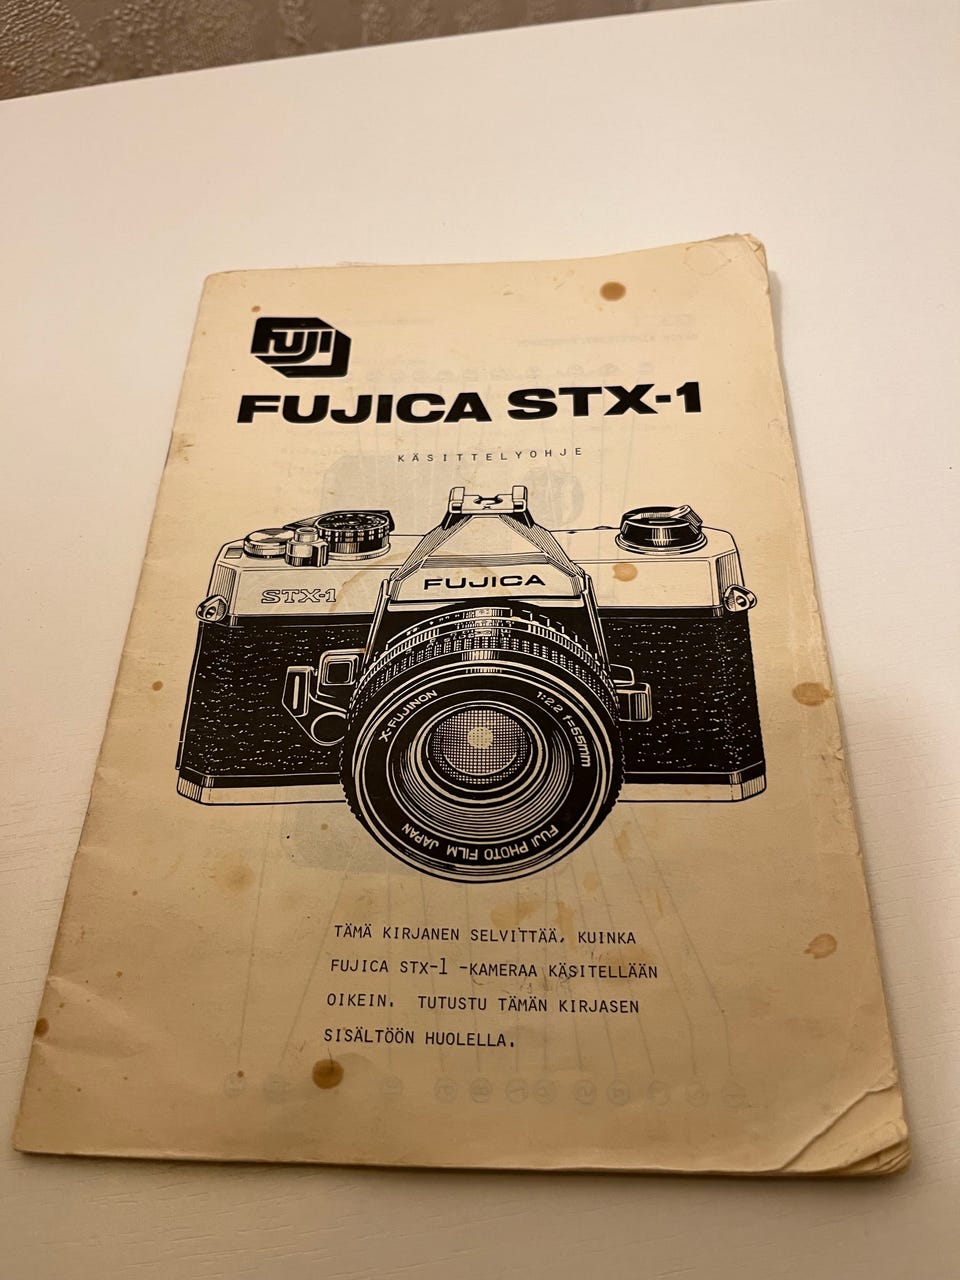 FUJI
FUJICA STX-1
KÄSITTELYOHJE
FUJICA
STX-1
X-FUJINON 1:2.2 f=55mm
FUJI PHOTO FILM JAPAN
TÄMÄ KIRJANEN SELVITTÄÄ, KUINKA
FUJICA STX-1 -KAMERAA KÄSITELLÄÄN
OIKEIN. TUTUSTU TÄMÄN KIRJASEN
SISÄLTÖÖN HUOLELLA.